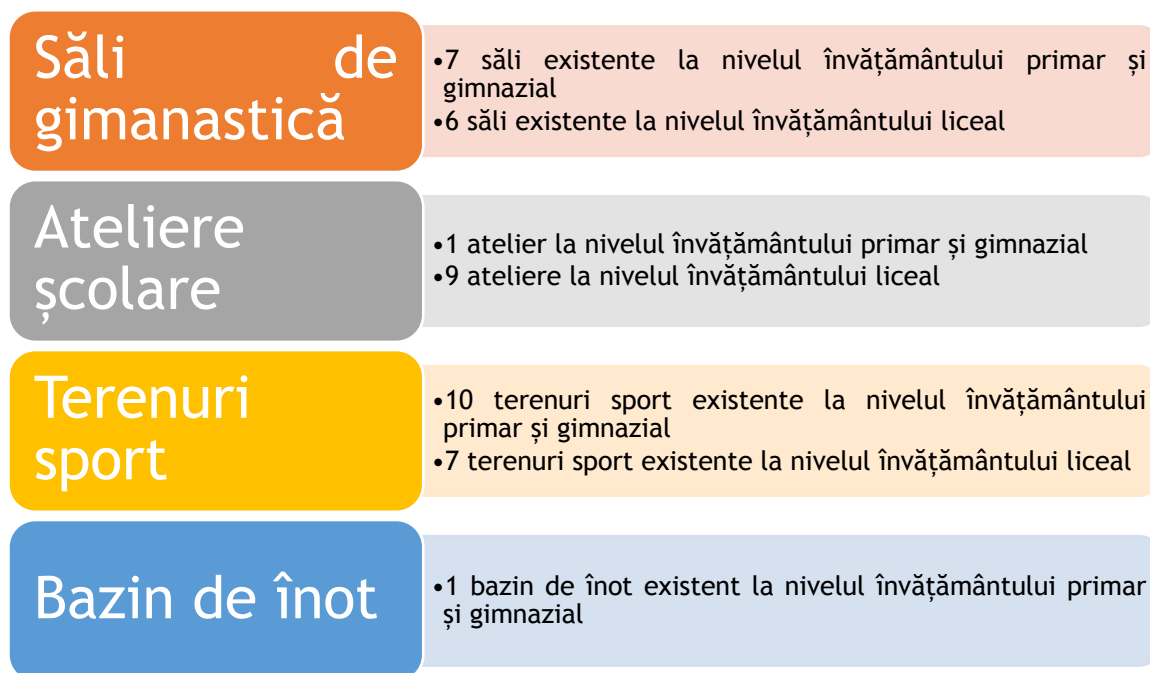 Săli de
gimanastică
•7 săli existente la nivelul învățământului primar și
gimnazial
•6 săli existente la nivelul învățământului liceal
Ateliere
școlare
•1 atelier la nivelul învățământului primar și gimnazial
•9 ateliere la nivelul învățământului liceal
Terenuri
sport
•10 terenuri sport existente la nivelul învățământului
primar și gimnazial
•7 terenuri sport existente la nivelul învățământului liceal
Bazin de înot
•1 bazin de înot existent la nivelul învățământului primar
și gimnazial